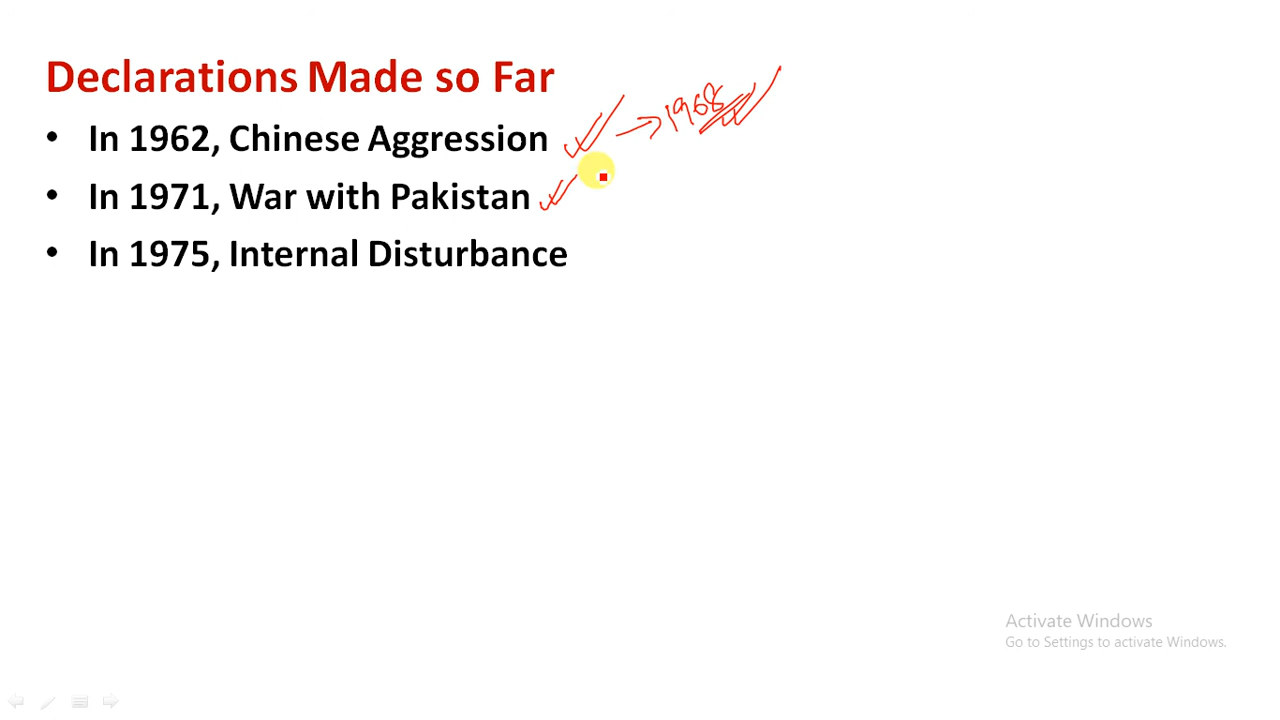 Declarations Made so Far
• In 1962, Chinese Aggression → 1968
• In 1971, War with Pakistan
• In 1975, Internal Disturbance
Activate Windows
Go to Settings to activate Windows.